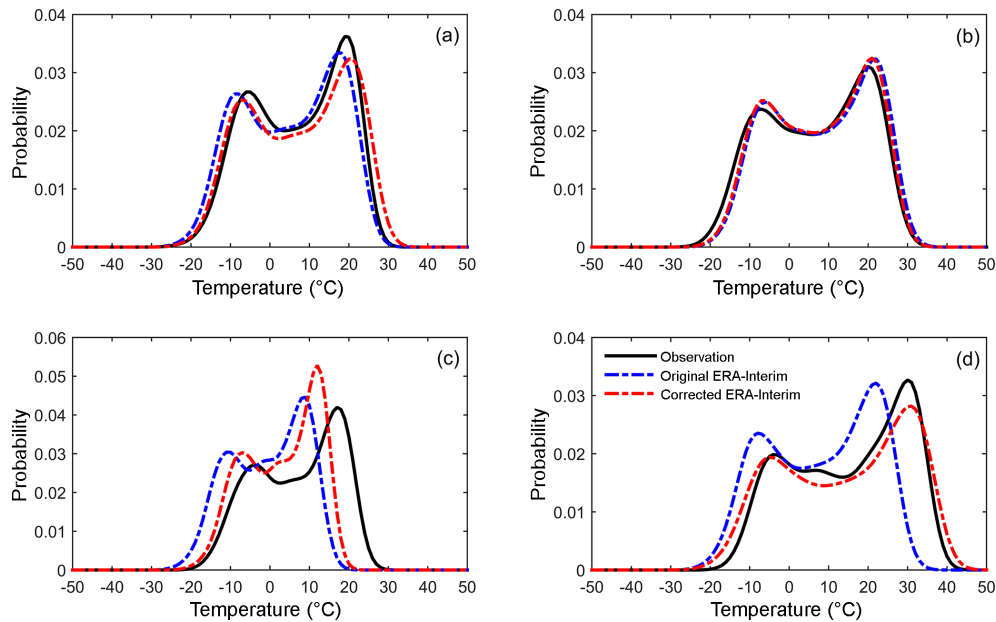 0.04
0.03
0.02
0.01
0
Probability
(a)
-50 -40 -30 -20 -10 0 10 20 30 40 50
Temperature (°C)
0.04
0.03
0.02
0.01
0
Probability
(b)
-50 -40 -30 -20 -10 0 10 20 30 40 50
Temperature (°C)
0.06
0.05
0.04
0.03
0.02
0.01
0
Probability
(c)
-50 -40 -30 -20 -10 0 10 20 30 40 50
Temperature (°C)
0.04
0.03
0.02
0.01
0
Probability
(d)
Observation
Original ERA-Interim
Corrected ERA-Interim
-50 -40 -30 -20 -10 0 10 20 30 40 50
Temperature (°C)